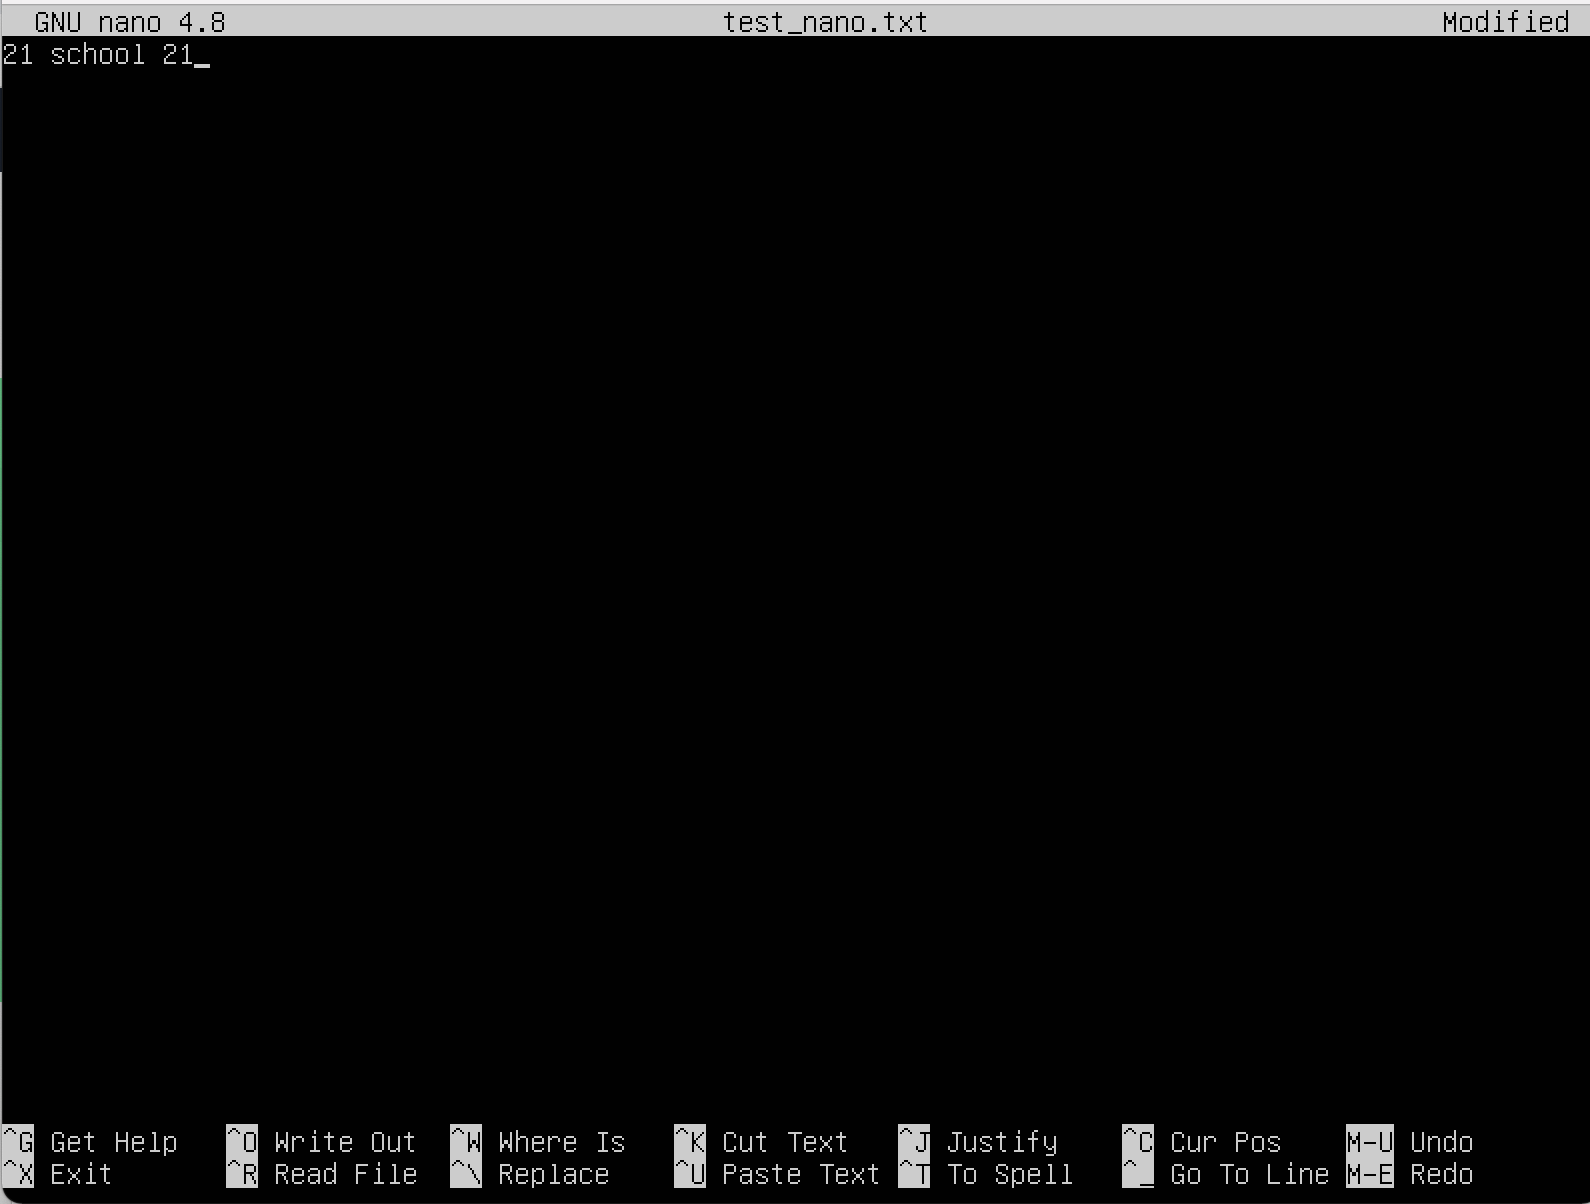 GNU nano 4.8 test_nano.txt Modified
21 school 21_
^G Get Help ^O Write Out ^W Where Is ^K Cut Text ^J Justify ^C Cur Pos M-U Undo
^X Exit ^R Read File ^\ Replace ^U Paste Text ^T To Spell ^_ Go To Line M-E Redo